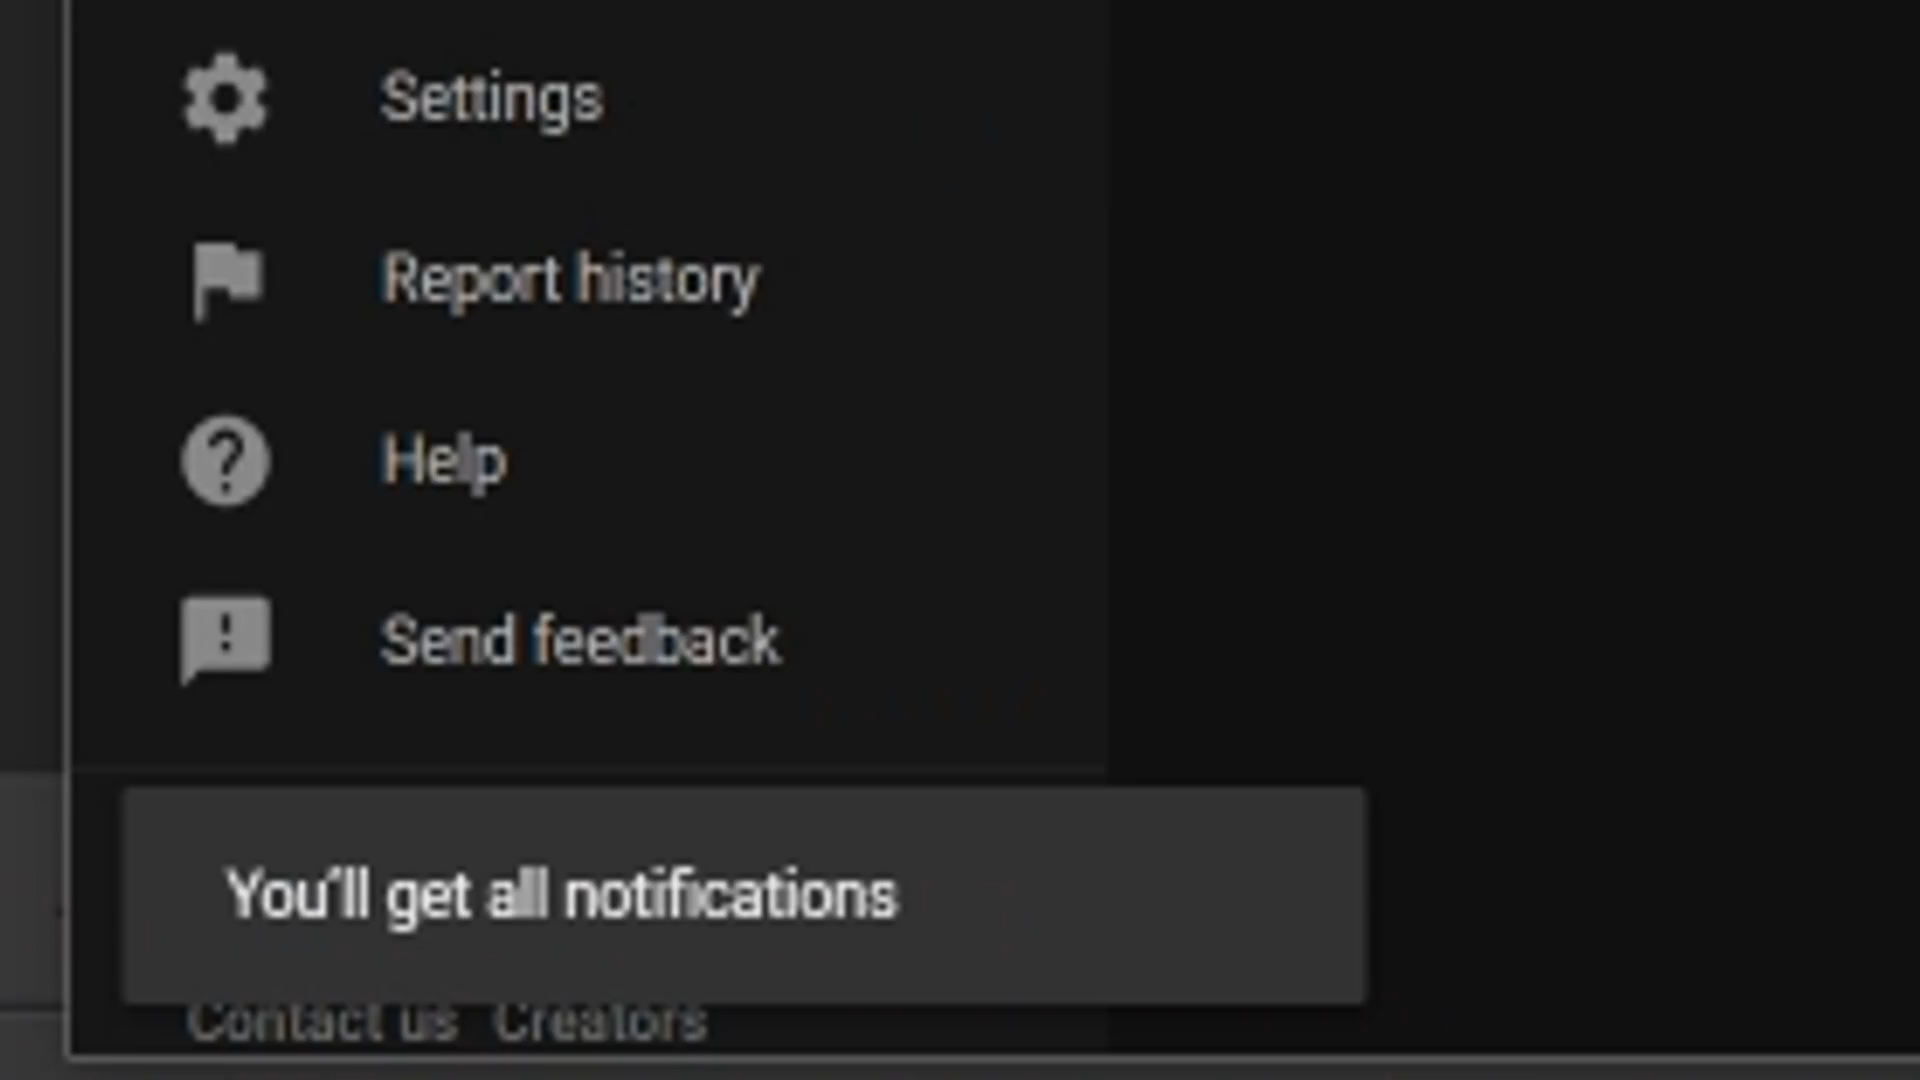 Settings
Report history
Help
Send feedback
You'll get all notifications
Contact us Creators